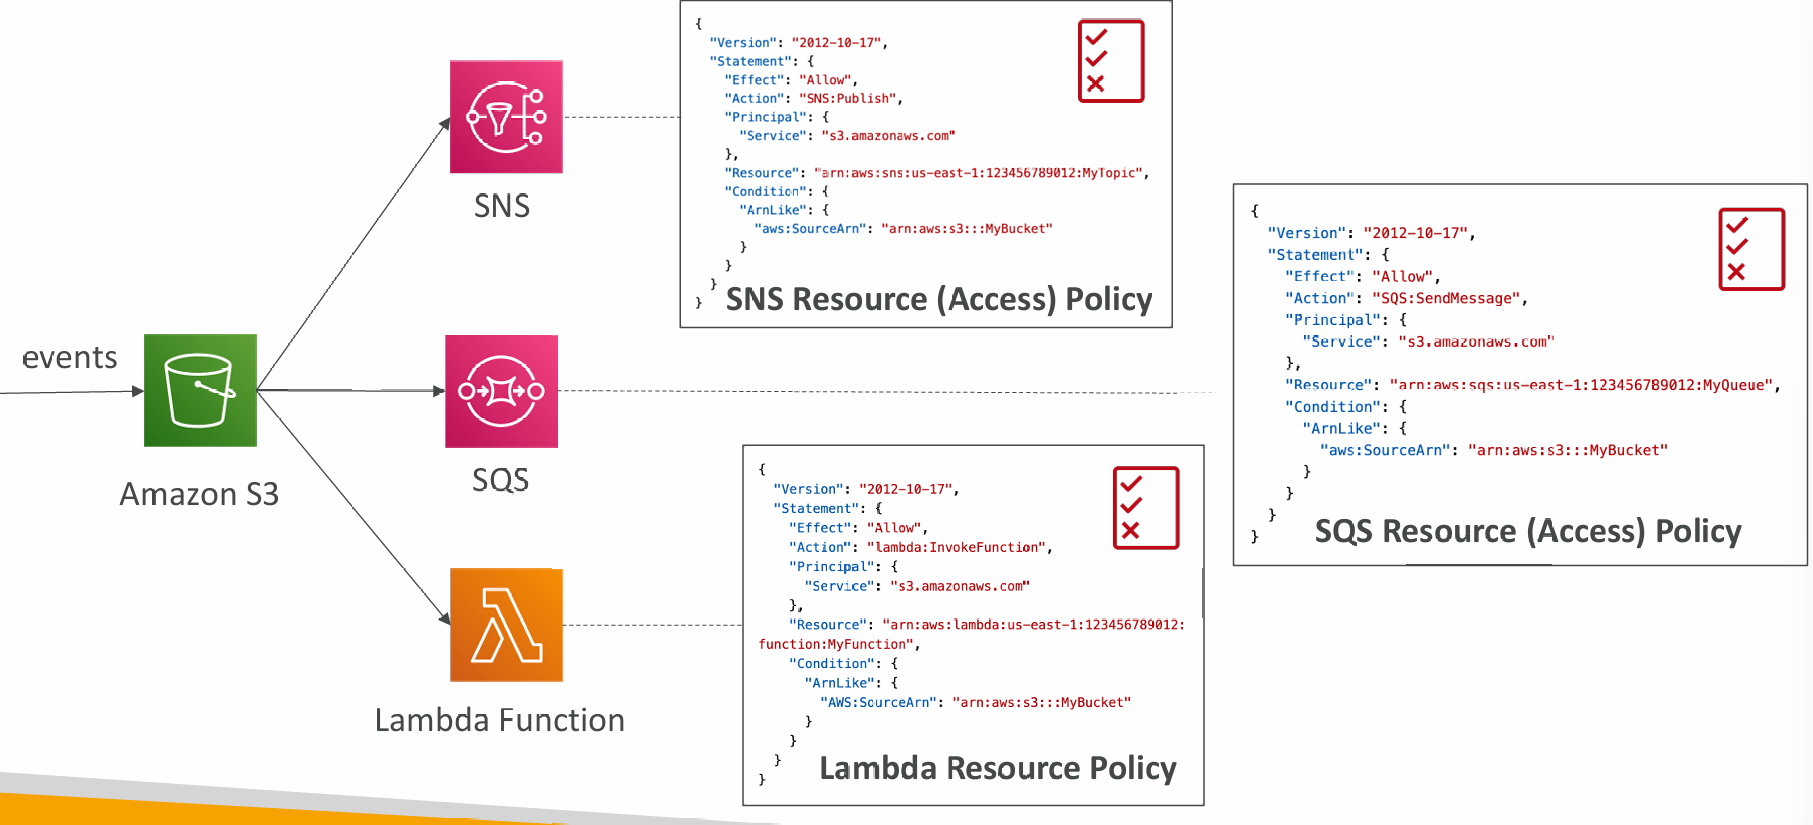 events
Amazon S3
SNS
SQS
Lambda Function
{
"Version": "2012-10-17",
"Statement": {
"Effect": "Allow",
"Action": "SNS:Publish",
"Principal": {
"Service": "s3.amazonaws.com"
},
"Resource": "arn:aws:sns:us-east-1:123456789012:MyTopic",
"Condition": {
"ArnLike": {
"aws:SourceArn": "arn:aws:s3:::MyBucket"
}
}
}
}
SNS Resource (Access) Policy
{
"Version": "2012-10-17",
"Statement": {
"Effect": "Allow",
"Action": "SQS:SendMessage",
"Principal": {
"Service": "s3.amazonaws.com"
},
"Resource": "arn:aws:sqs:us-east-1:123456789012:MyQueue",
"Condition": {
"ArnLike": {
"aws:SourceArn": "arn:aws:s3:::MyBucket"
}
}
}
}
SQS Resource (Access) Policy
{
"Version": "2012-10-17",
"Statement": {
"Effect": "Allow",
"Action": "lambda:InvokeFunction",
"Principal": {
"Service": "s3.amazonaws.com"
},
"Resource": "arn:aws:lambda:us-east-1:123456789012:
function:MyFunction",
"Condition": {
"ArnLike": {
"AWS:SourceArn": "arn:aws:s3:::MyBucket"
}
}
}
}
Lambda Resource Policy